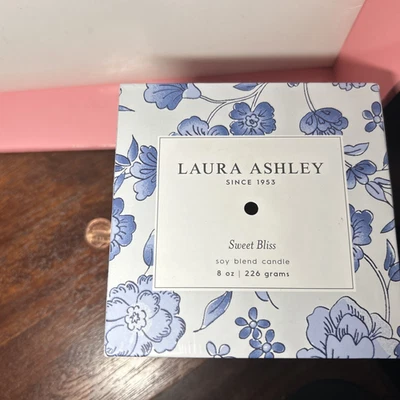 LAURA ASHLEY
SINCE 1953
Sweet Bliss
soy blend candle
8 oz | 226 grams